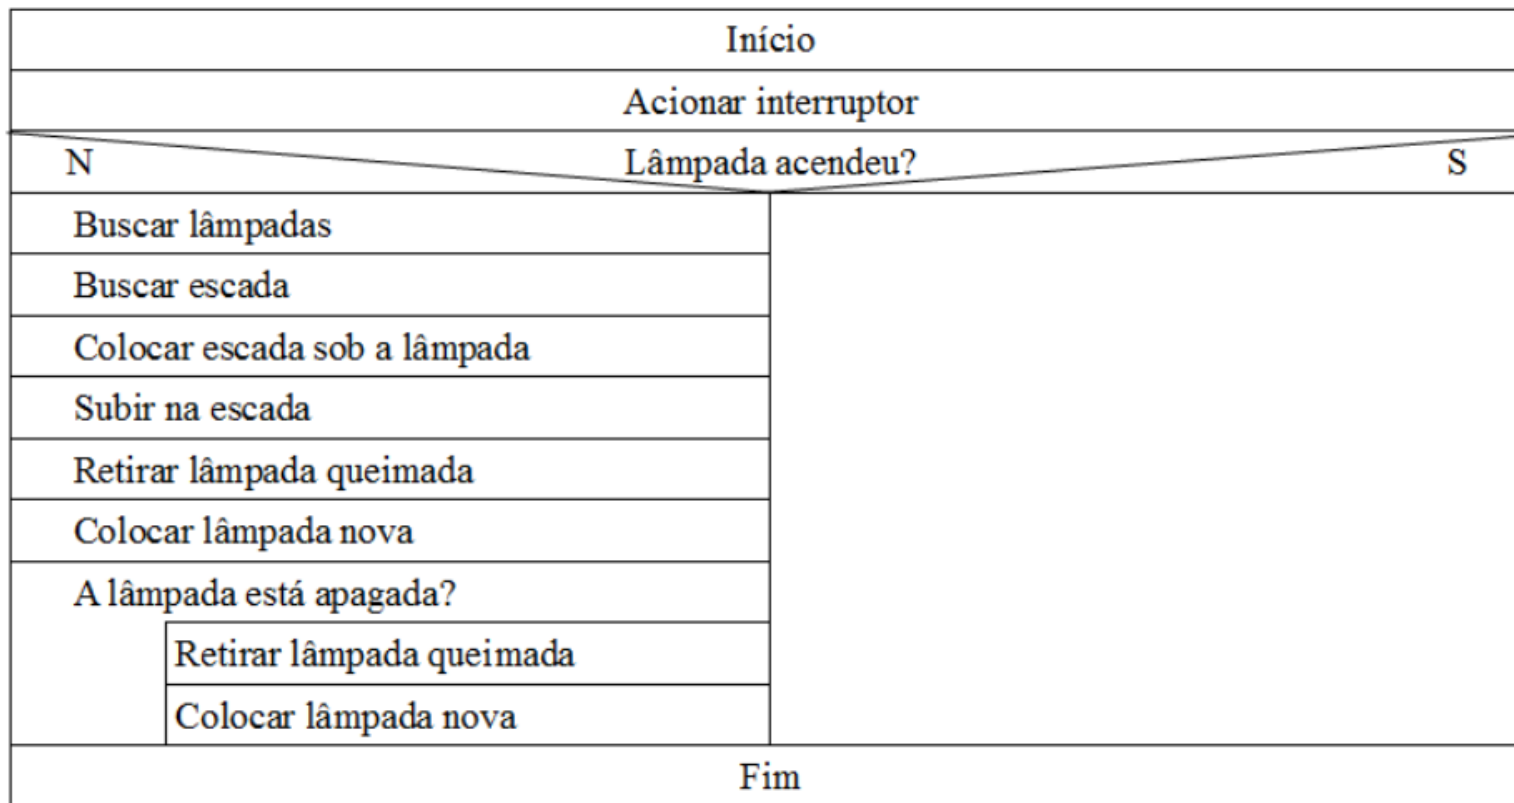 Início
Acionar interruptor
N Lâmpada acendeu? S
Buscar lâmpadas
Buscar escada
Colocar escada sob a lâmpada
Subir na escada
Retirar lâmpada queimada
Colocar lâmpada nova
A lâmpada está apagada?
Retirar lâmpada queimada
Colocar lâmpada nova
Fim